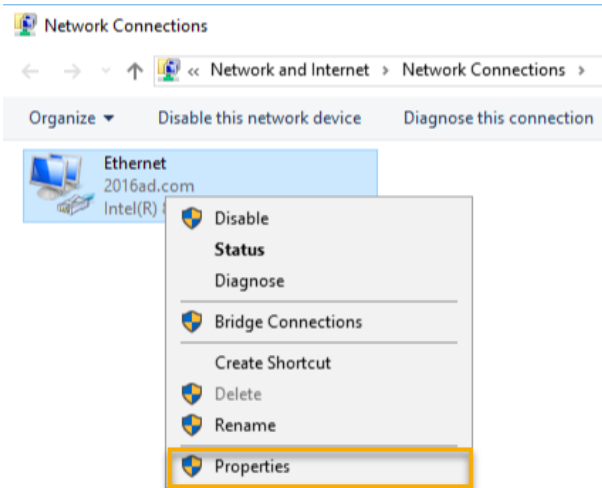 Network Connections
« Network and Internet > Network Connections >
Organize Disable this network device Diagnose this connection
Ethernet
2016ad.com
Intel(R)
Disable
Status
Diagnose
Bridge Connections
Create Shortcut
Delete
Rename
Properties